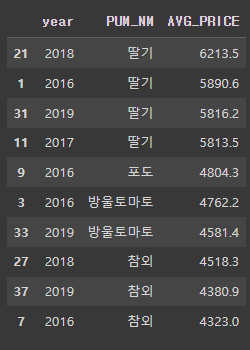 year PUM_NM AVG_PRICE
21 2018 딸기 6213.5
1 2016 딸기 5890.6
31 2019 딸기 5816.2
11 2017 딸기 5813.5
9 2016 포도 4804.3
3 2016 방울토마토 4762.2
33 2019 방울토마토 4581.4
27 2018 참외 4518.3
37 2019 참외 4380.9
7 2016 참외 4323.0